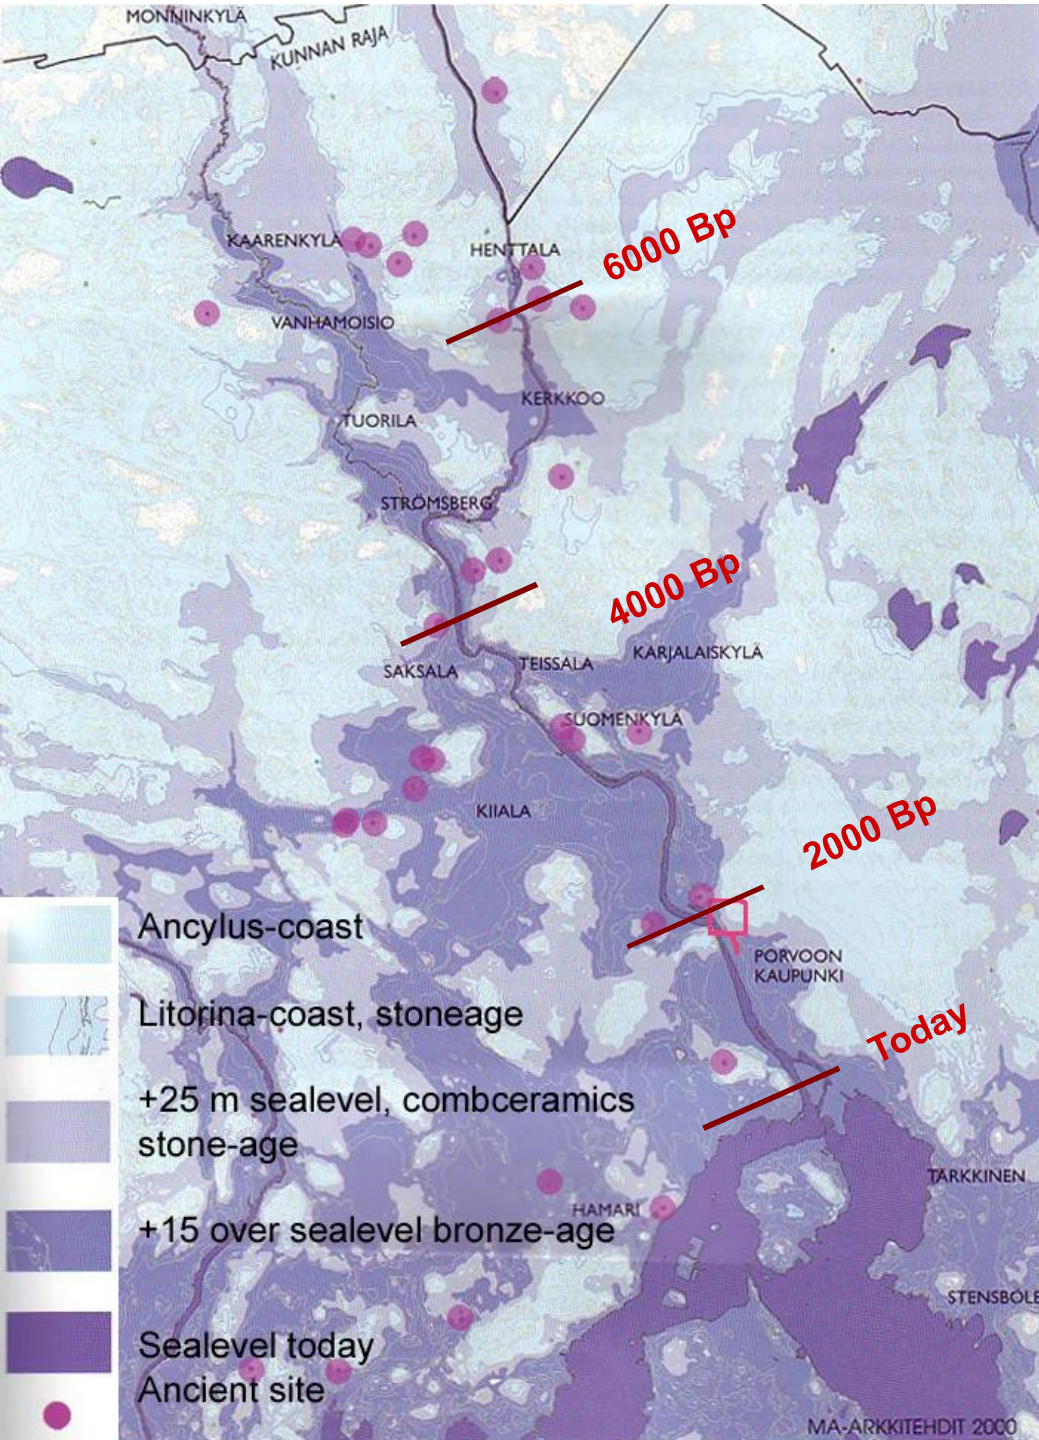 MONNINKYLÄ
KUNNAN RAJA
6000 Bp
KAARENKYLÄ
HENTTALA
VANHAMOISIO
KERKKOO
TUORILA
STRÖMSBERG
4000 Bp
SAKSALA
TEISSALA
KARJALAISKYLÄ
SUOMENKYLÄ
KIIALA
2000 Bp
Ancylus-coast
PORVOON
KAUPUNKI
Litorina-coast, stoneage
Today
+25 m sealevel, combceramics
stone-age
TARKKINEN
HAMARI
+15 over sealevel bronze-age
STENSBÖLE
Sealevel today
Ancient site
MA-ARKKITEHDIT 2000